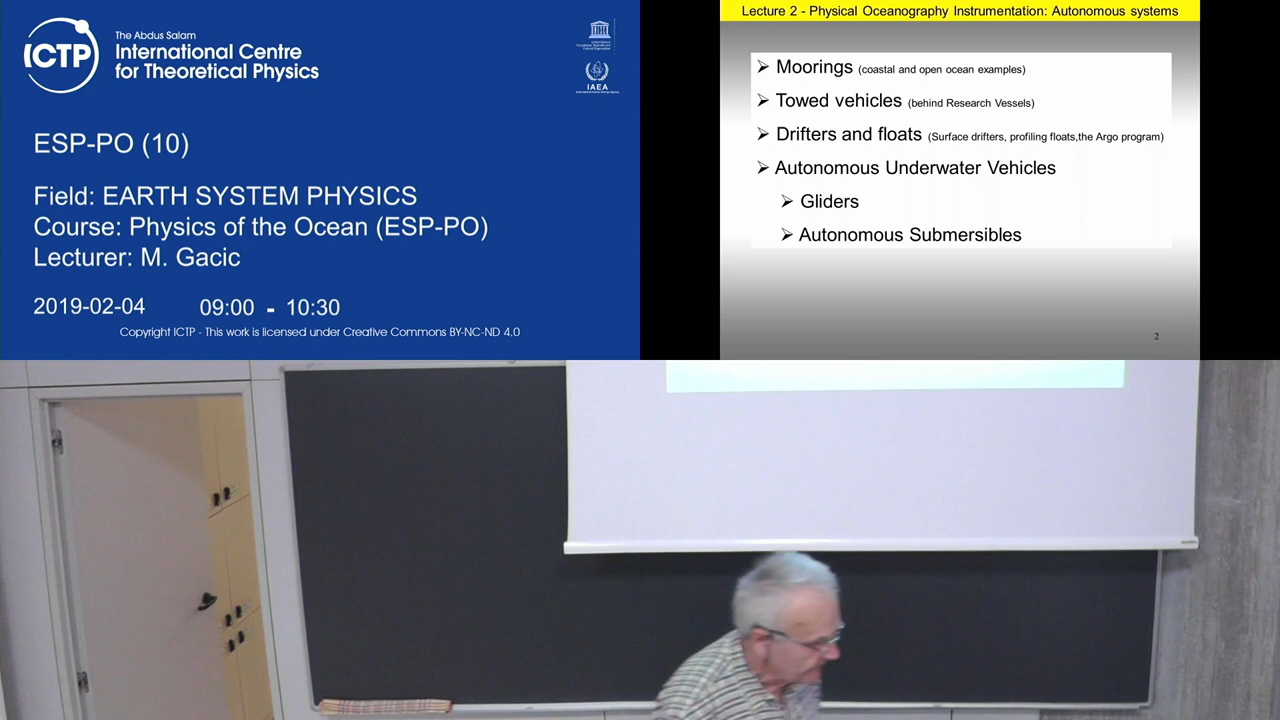 ICTP
The Abdus Salam
International Centre
for Theoretical Physics
IAEA
ESP-PO (10)
Field: EARTH SYSTEM PHYSICS
Course: Physics of the Ocean (ESP-PO)
Lecturer: M. Gacic
2019-02-04 09:00 - 10:30
Copyright ICTP - This work is licensed under Creative Commons BY-NC-ND 4.0
Lecture 2 - Physical Oceanography Instrumentation: Autonomous systems
➢ Moorings (coastal and open ocean examples)
➢ Towed vehicles (behind Research Vessels)
➢ Drifters and floats (Surface drifters, profiling floats,the Argo program)
➢ Autonomous Underwater Vehicles
➢ Gliders
➢ Autonomous Submersibles
2